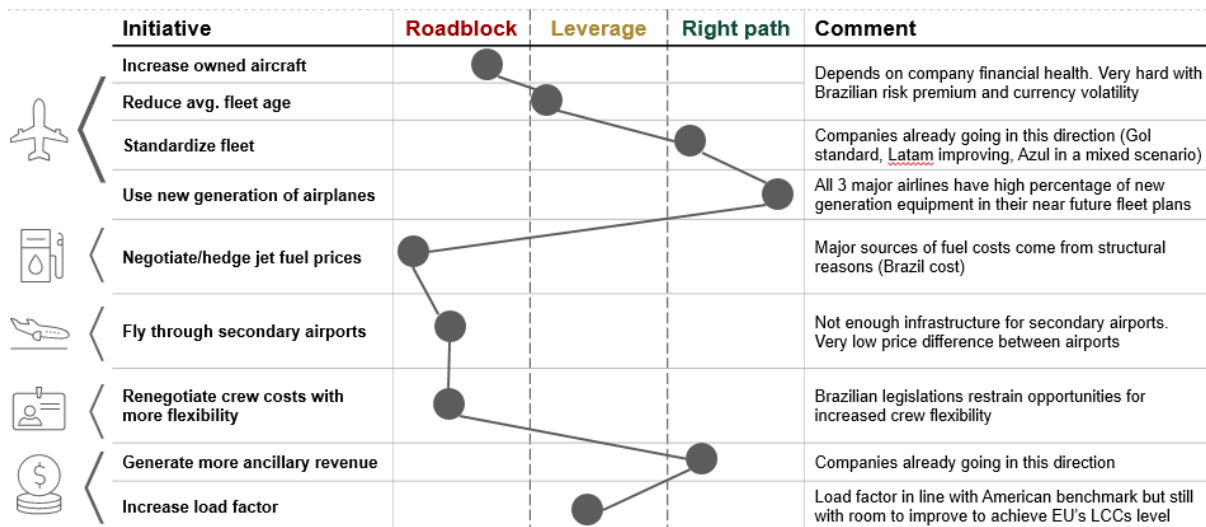 Initiative
Roadblock
Leverage
Right path
Comment
Increase owned aircraft
Reduce avg. fleet age
Depends on company financial health. Very hard with
Brazilian risk premium and currency volatility
Standardize fleet
Companies already going in this direction (Gol
standard, Latam improving, Azul in a mixed scenario)
Use new generation of airplanes
All 3 major airlines have high percentage of new
generation equipment in their near future fleet plans
Negotiate/hedge jet fuel prices
Major sources of fuel costs come from structural
reasons (Brazil cost)
Fly through secondary airports
Not enough infrastructure for secondary airports.
Very low price difference between airports
Renegotiate crew costs with
more flexibility
Brazilian legislations restrain opportunities for
increased crew flexibility
Generate more ancillary revenue
Companies already going in this direction
Increase load factor
Load factor in line with American benchmark but still
with room to improve to achieve EU's LCCs level
$